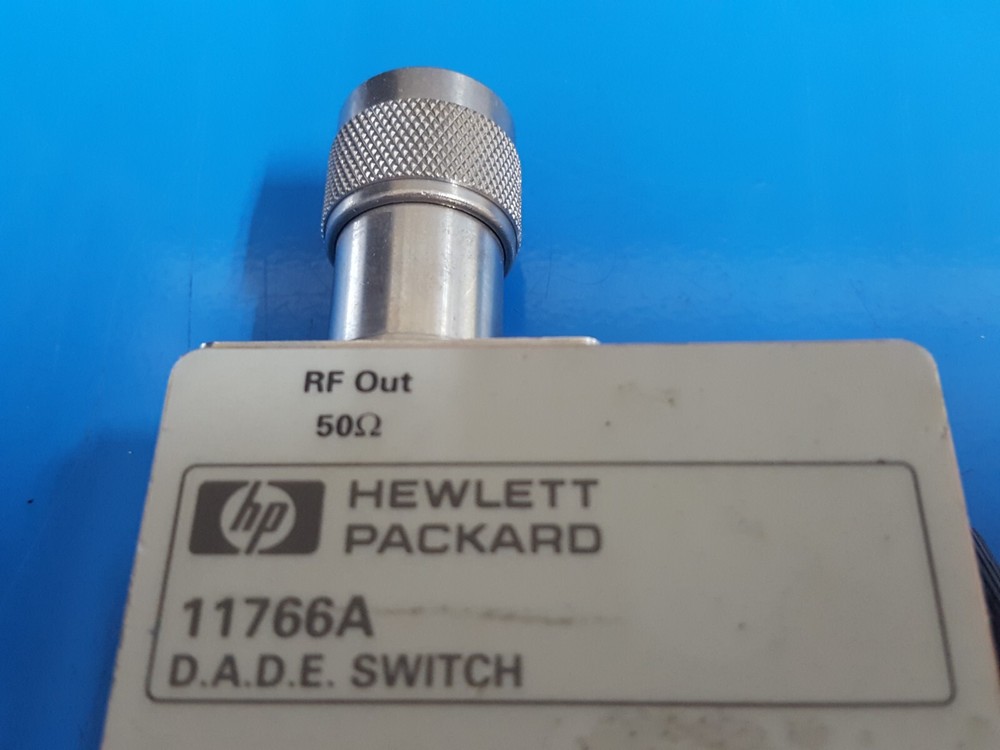 RF Out
50Ω
hp HEWLETT
PACKARD
11766A
D.A.D.E. SWITCH